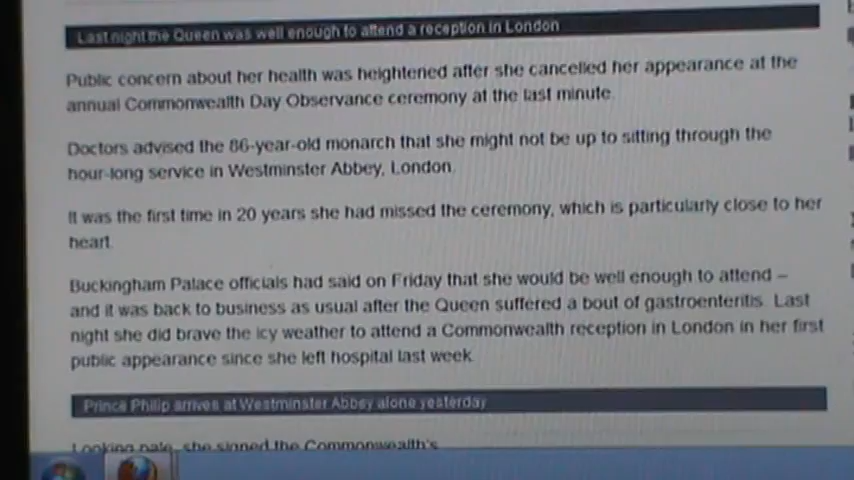 Last night the Queen was well enough to attend a reception in London
Public concern about her health was heightened after she cancelled her appearance at the
annual Commonwealth Day Observance ceremony at the last minute.
Doctors advised the 86-year-old monarch that she might not be up to sitting through the
hour-long service in Westminster Abbey, London.
It was the first time in 20 years she had missed the ceremony, which is particularly close to her
heart.
Buckingham Palace officials had said on Friday that she would be well enough to attend –
and it was back to business as usual after the Queen suffered a bout of gastroenteritis. Last
night she did brave the icy weather to attend a Commonwealth reception in London in her first
public appearance since she left hospital last week.
Prince Philip arrives at Westminster Abbey alone yesterday
Looking pale, she signed the Commonwealth's